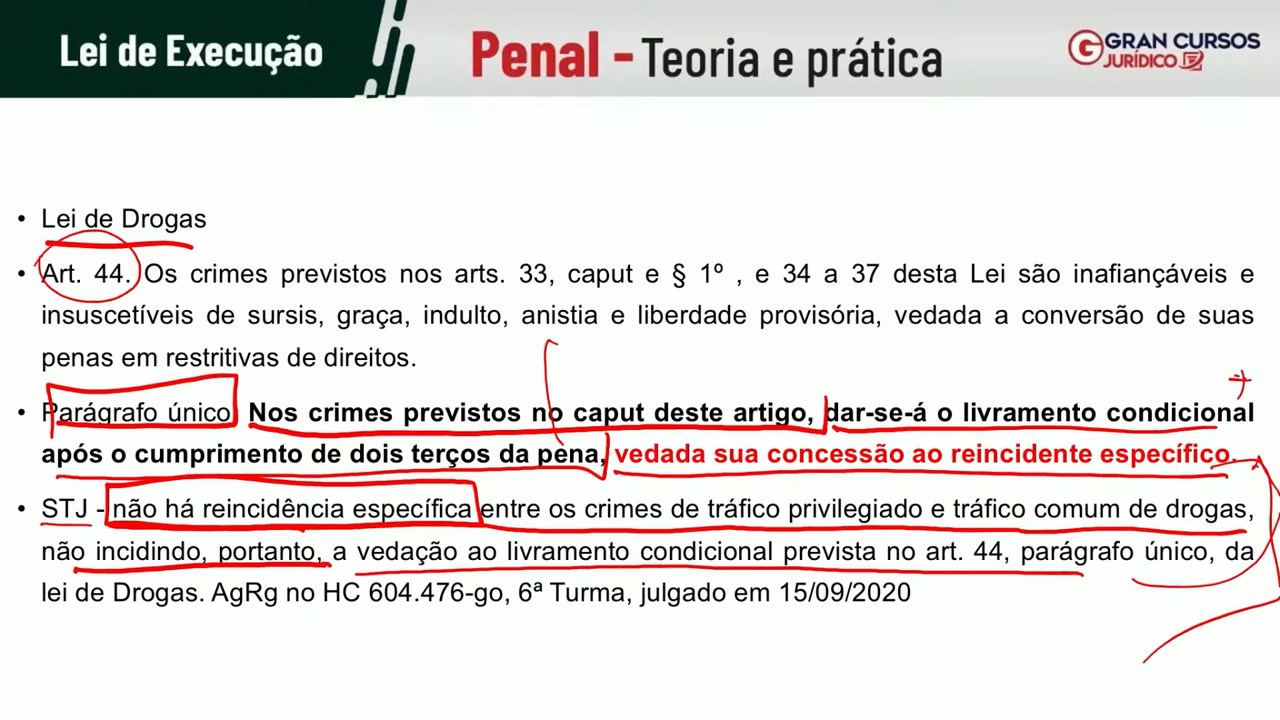 Lei de Execução
Penal - Teoria e prática
GRAN CURSOS
JURÍDICO
• Lei de Drogas
• Art. 44. Os crimes previstos nos arts. 33, caput e § 1º , e 34 a 37 desta Lei são inafiançáveis e
insuscetíveis de sursis, graça, indulto, anistia e liberdade provisória, vedada a conversão de suas
penas em restritivas de direitos.
• Parágrafo único. Nos crimes previstos no caput deste artigo, dar-se-á o livramento condicional
após o cumprimento de dois terços da pena, vedada sua concessão ao reincidente específico.
• STJ - não há reincidência específica entre os crimes de tráfico privilegiado e tráfico comum de drogas,
não incidindo, portanto, a vedação ao livramento condicional prevista no art. 44, parágrafo único, da
lei de Drogas. AgRg no HC 604.476-go, 6ª Turma, julgado em 15/09/2020